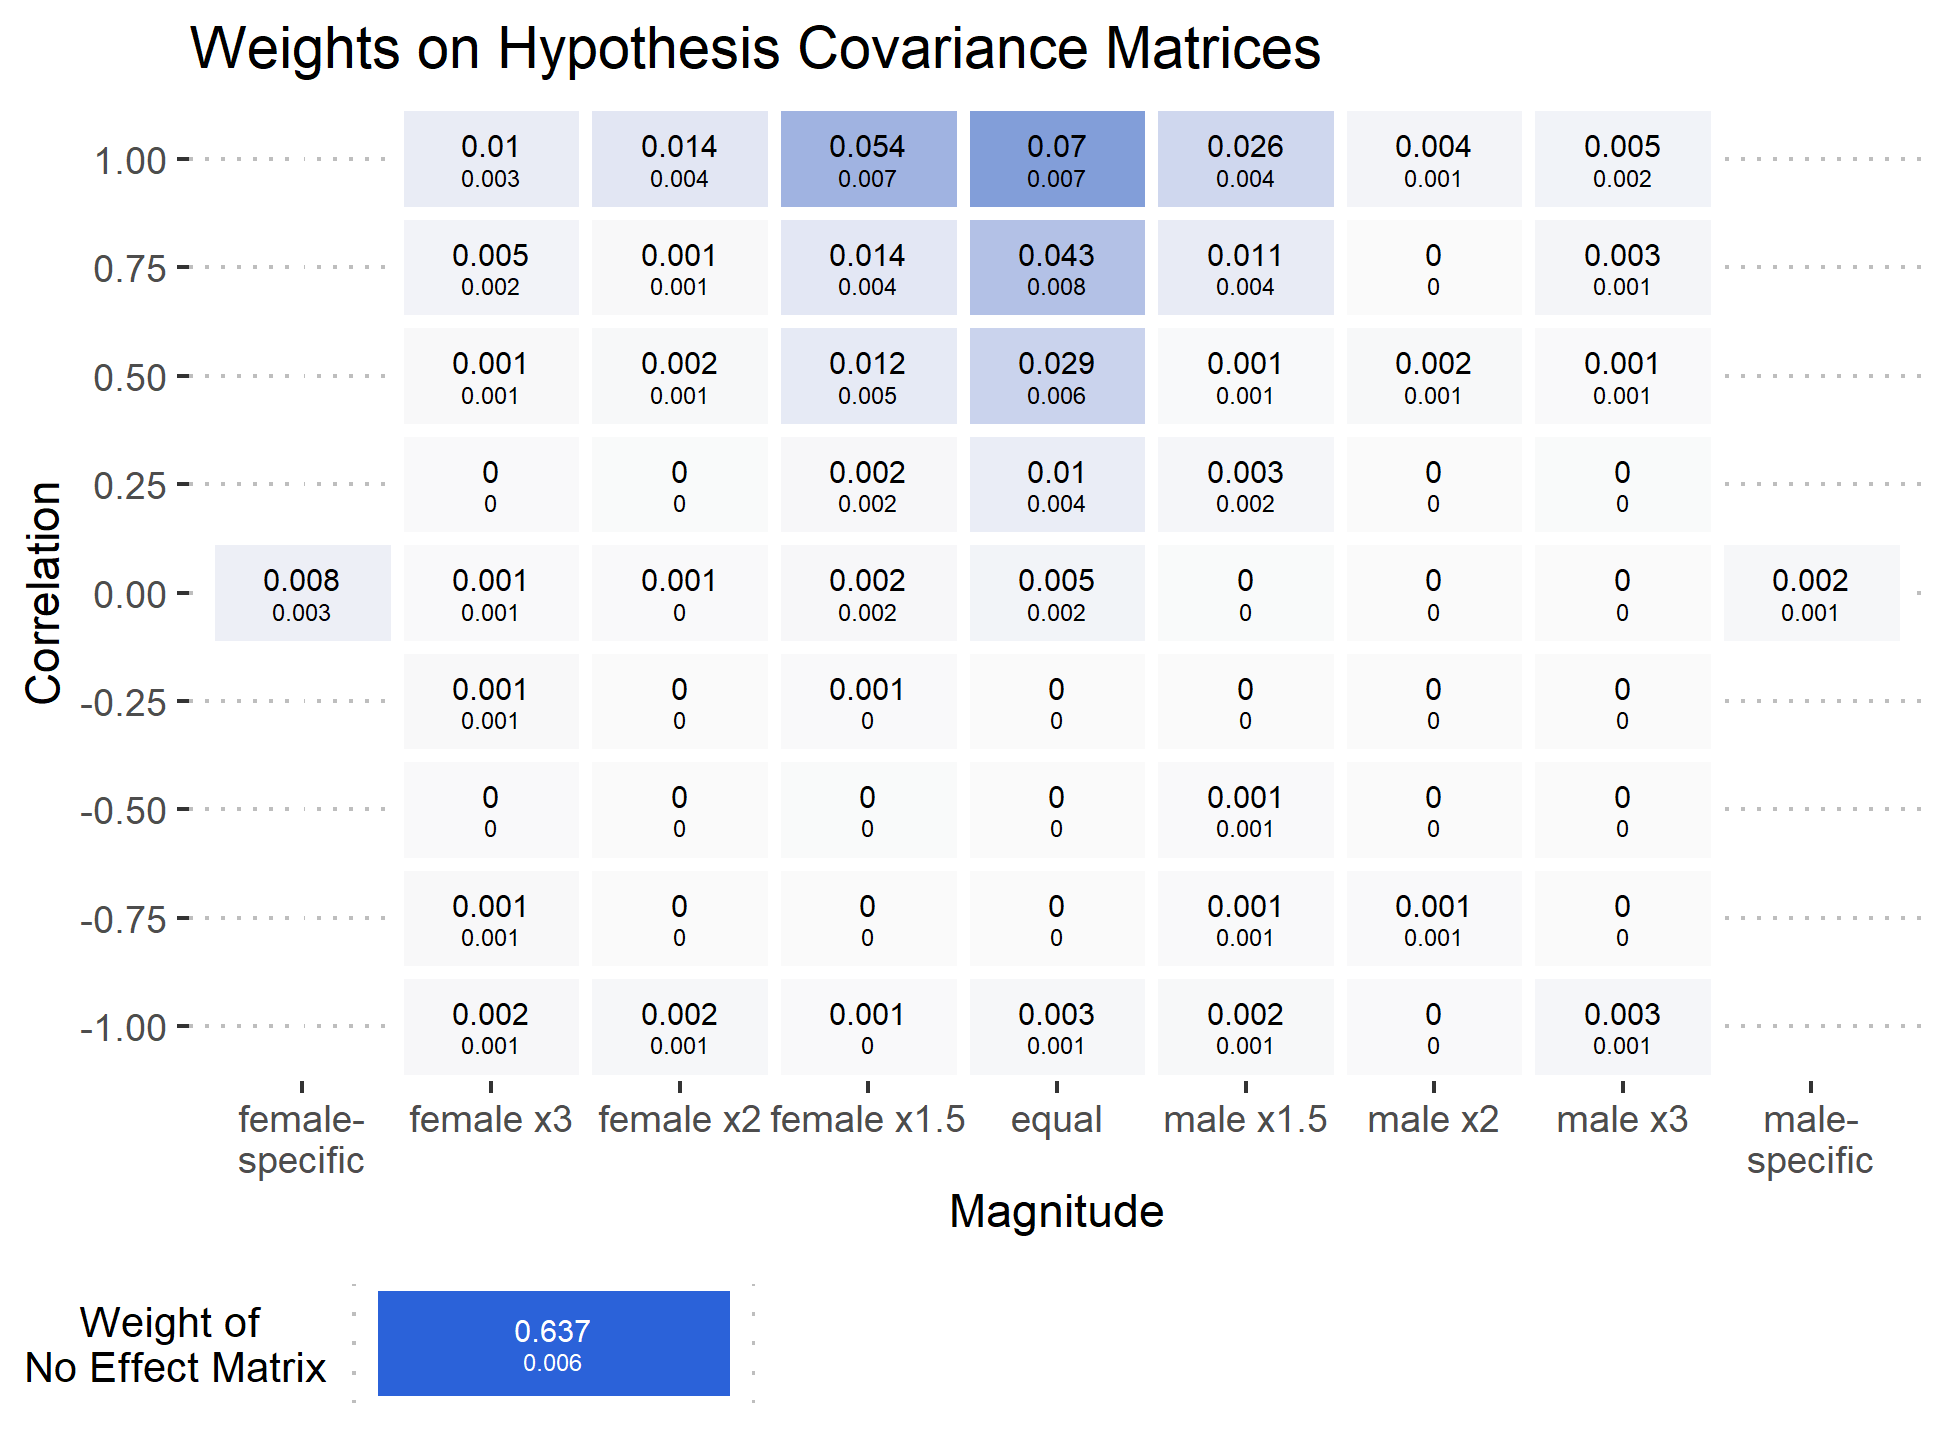 Weights on Hypothesis Covariance Matrices
1.00 0.01 0.014 0.054 0.07 0.026 0.004 0.005
0.003 0.004 0.007 0.007 0.004 0.001 0.002
0.75 0.005 0.001 0.014 0.043 0.011 0 0.003
0.002 0.001 0.004 0.008 0.004 0 0.001
0.50 0.001 0.002 0.012 0.029 0.001 0.002 0.001
0.001 0.001 0.005 0.006 0.001 0.001 0.001
0.25 0 0 0.002 0.01 0.003 0 0
0 0 0.002 0.004 0.002 0 0
Correlation
0.00 0.008 0.001 0.001 0.002 0.005 0 0 0 0.002
0.003 0.001 0 0.002 0.002 0 0 0 0.001
-0.25 0.001 0 0.001 0 0 0 0
0.001 0 0 0 0 0 0
-0.50 0 0 0 0 0.001 0 0
0 0 0 0 0.001 0 0
-0.75 0.001 0 0 0 0.001 0.001 0
0.001 0 0 0 0.001 0.001 0
-1.00 0.002 0.002 0.001 0.003 0.002 0 0.003
0.001 0.001 0 0.001 0.001 0 0.001
female- female x3 female x2 female x1.5 equal male x1.5 male x2 male x3 male-
specific specific
Magnitude
Weight of
No Effect Matrix
0.637
0.006